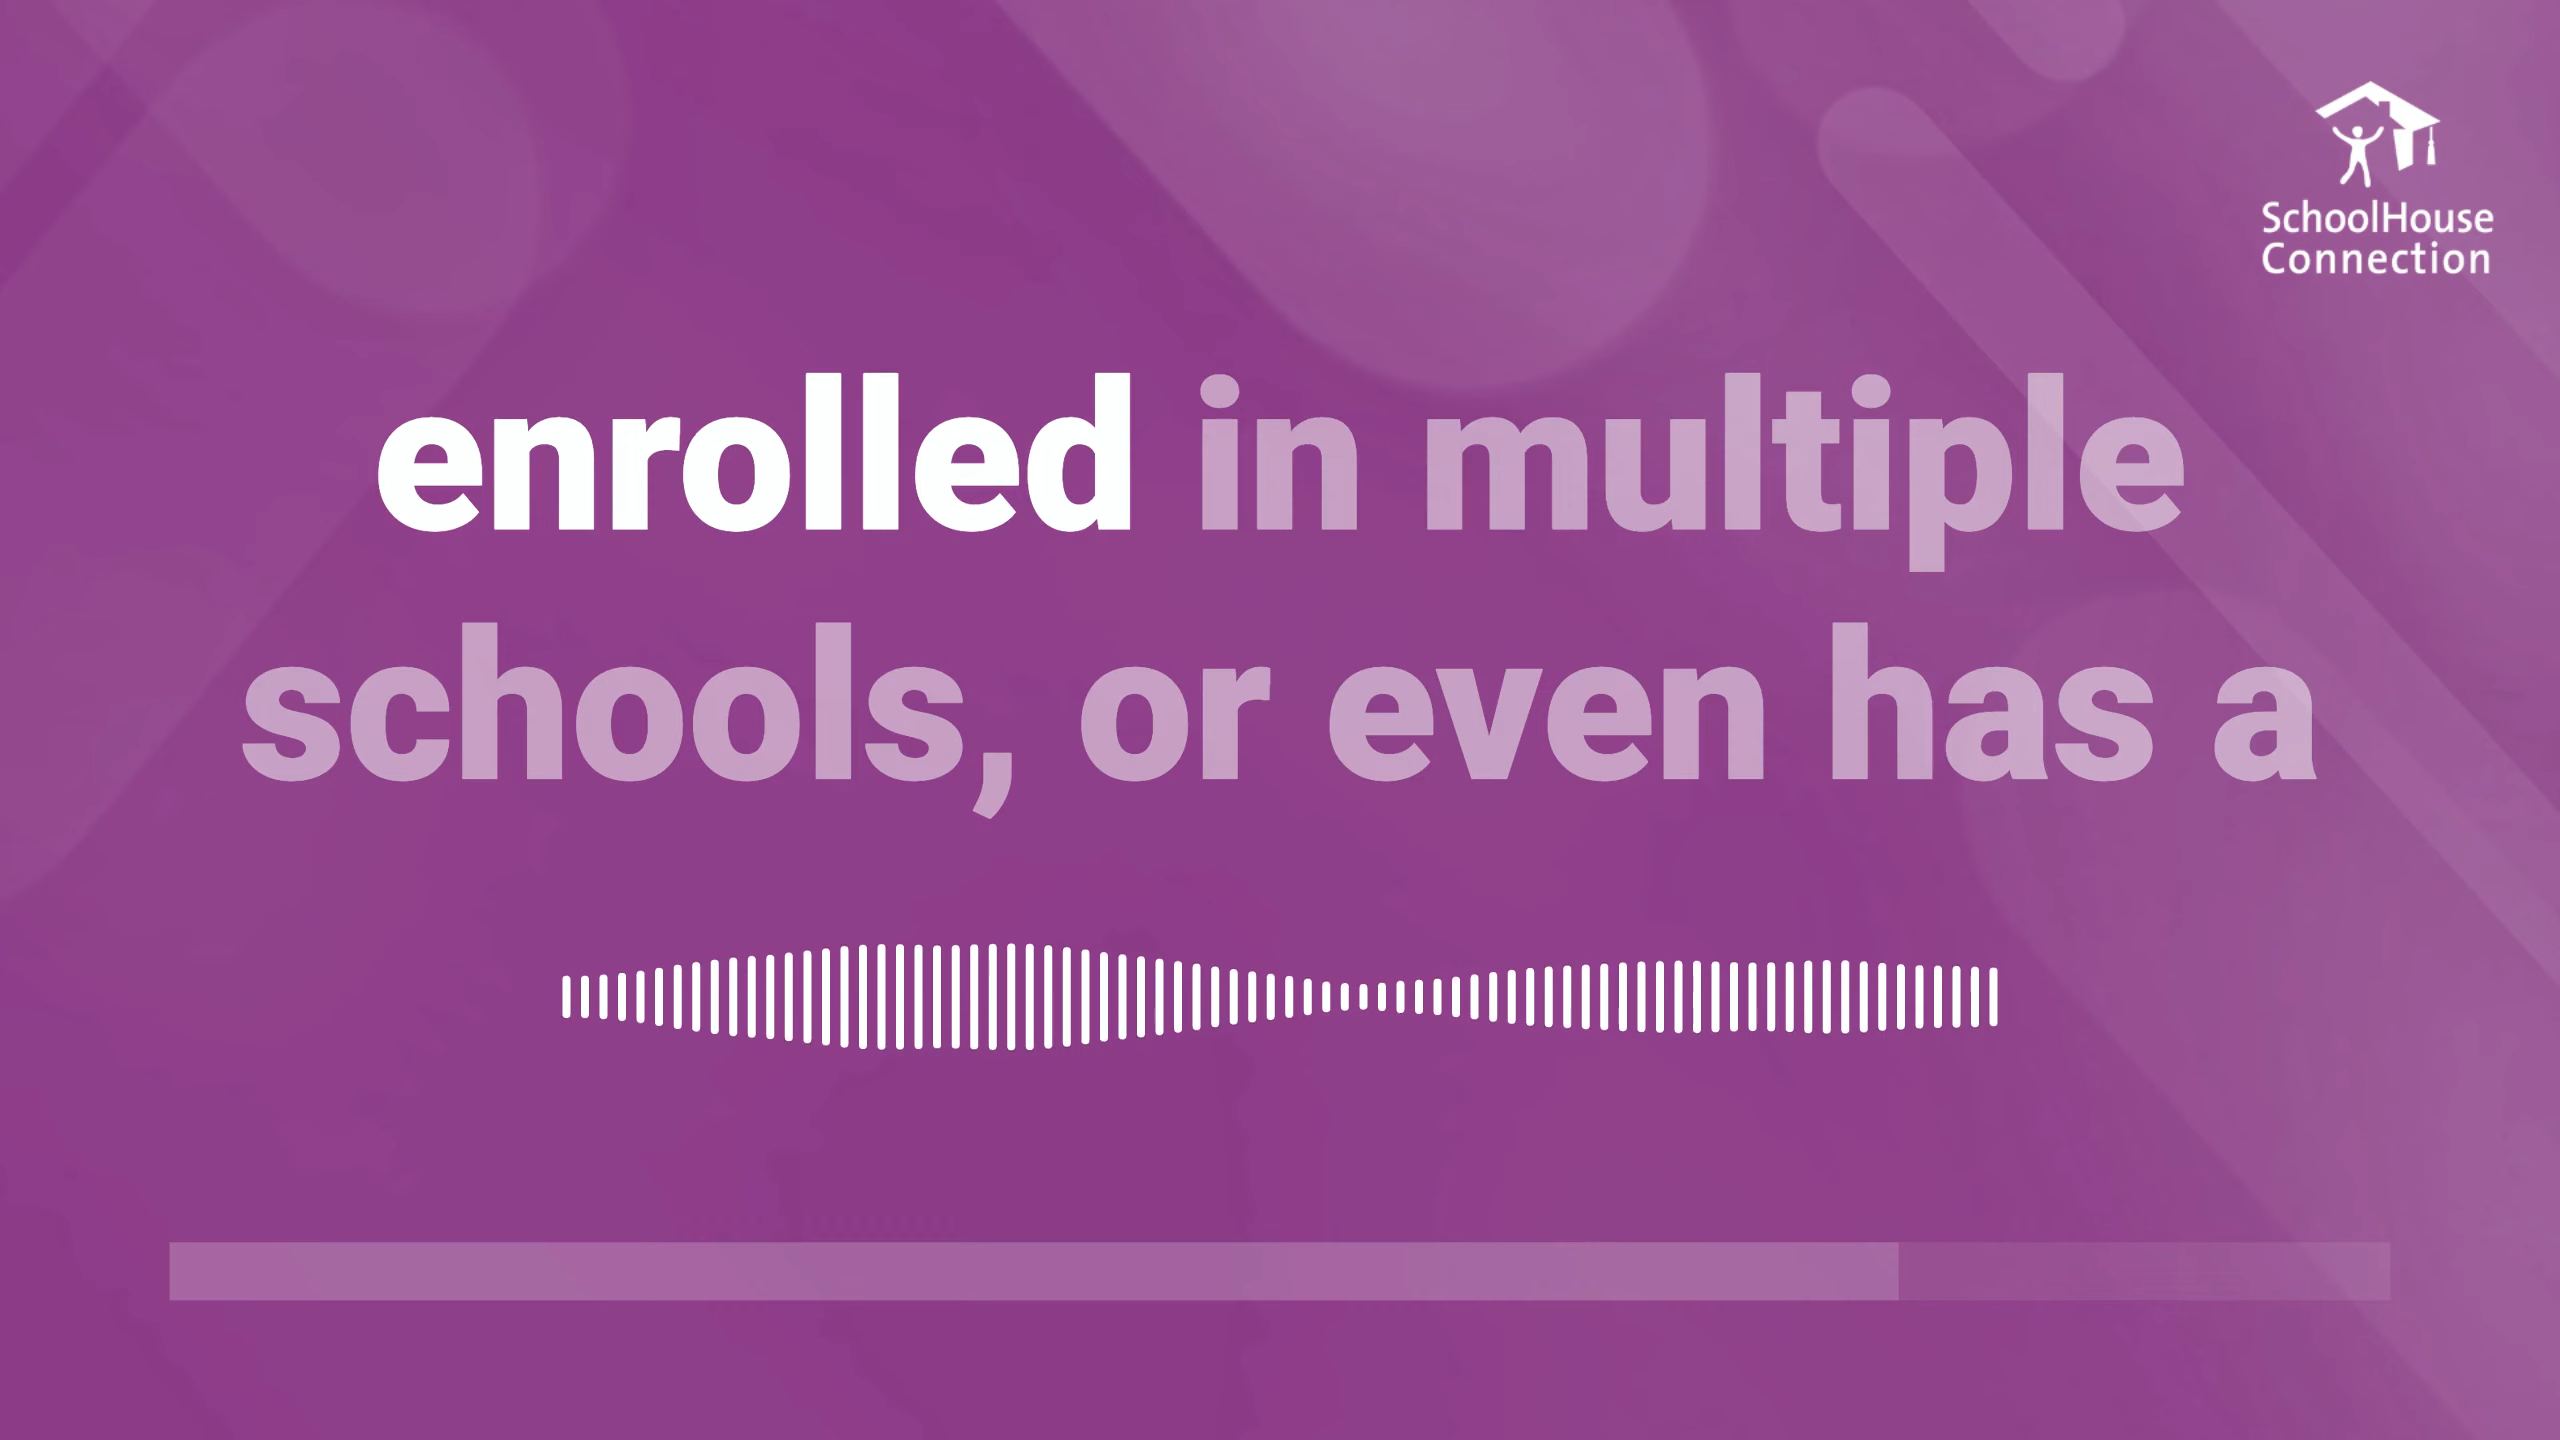 SchoolHouse
Connection
enrolled in multiple
schools, or even has a